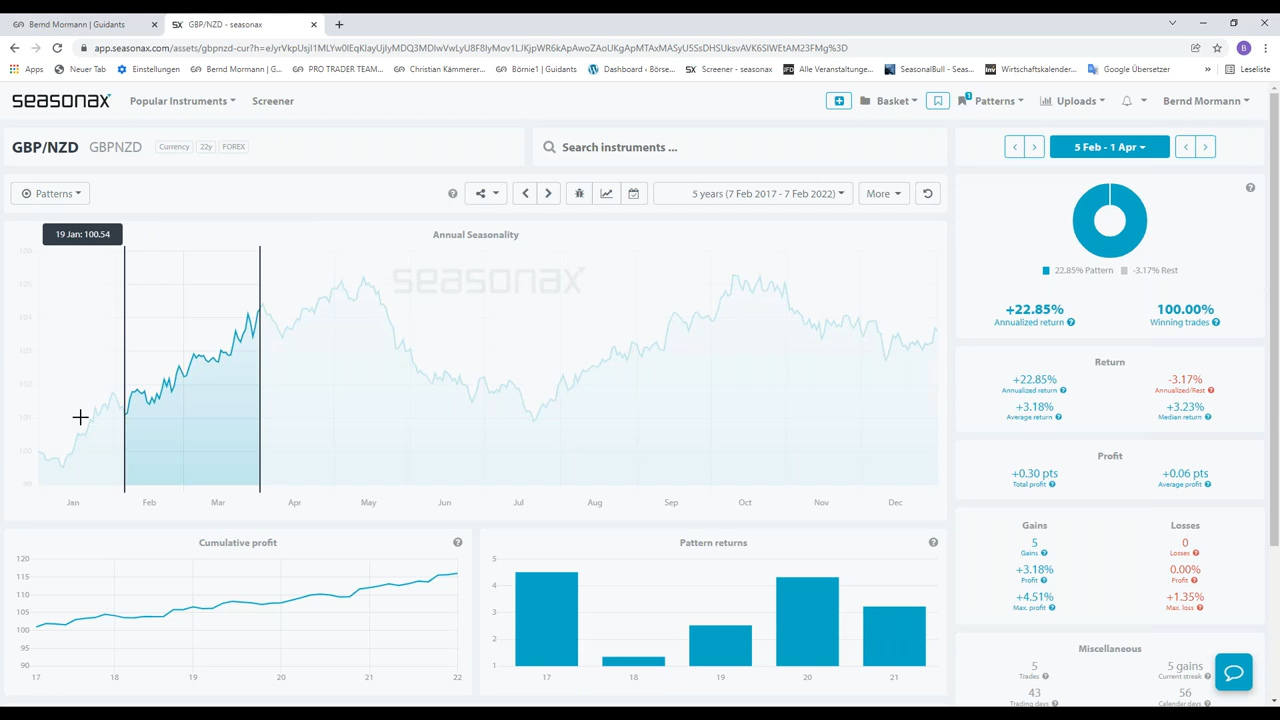 Bernd Mormann | Guidants
GBP/NZD - seasonax
Apps
Neuer Tab
Einstellungen
Bernd Mormann | G...
PRO TRADER TEAM...
Christian Kämmerer...
Börnie1 | Guidants
Dashboard ‹ Börse...
Screener - seasonax
Alle Veranstaltunge...
SeasonalBull - Seas...
Wirtschaftskalender...
Google Übersetzer
»
Leseliste
seasonax
Popular Instruments
Screener
Basket
1
Patterns
Uploads
Bernd Mormann
GBP/NZD GBPNZD Currency 22y FOREX
Search instruments ...
5 Feb - 1 Apr
Patterns
5 years (7 Feb 2017 - 7 Feb 2022)
More
19 Jan: 100.54
Annual Seasonality
seasonax
Jan Feb Mar Apr May Jun Jul Aug Sep Oct Nov Dec
22.85% Pattern -3.17% Rest
+22.85% 100.00%
Annualized return Winning trades
Return
+22.85% -3.17%
Annualized return Annualized/Rest
+3.18% +3.23%
Average return Median return
Profit
+0.30 pts +0.06 pts
Total profit Average profit
Gains Losses
5 0
Gains Losses
+3.18% 0.00%
Profit Profit
+4.51% +1.35%
Max. profit Max. loss
Miscellaneous
5 5 gains
Trades Current streak
43 56
Trading days Calendar days
Cumulative profit
120
115
110
105
100
95
90
17 18 19 20 21 22
Pattern returns
5
4
3
2
1
17 18 19 20 21